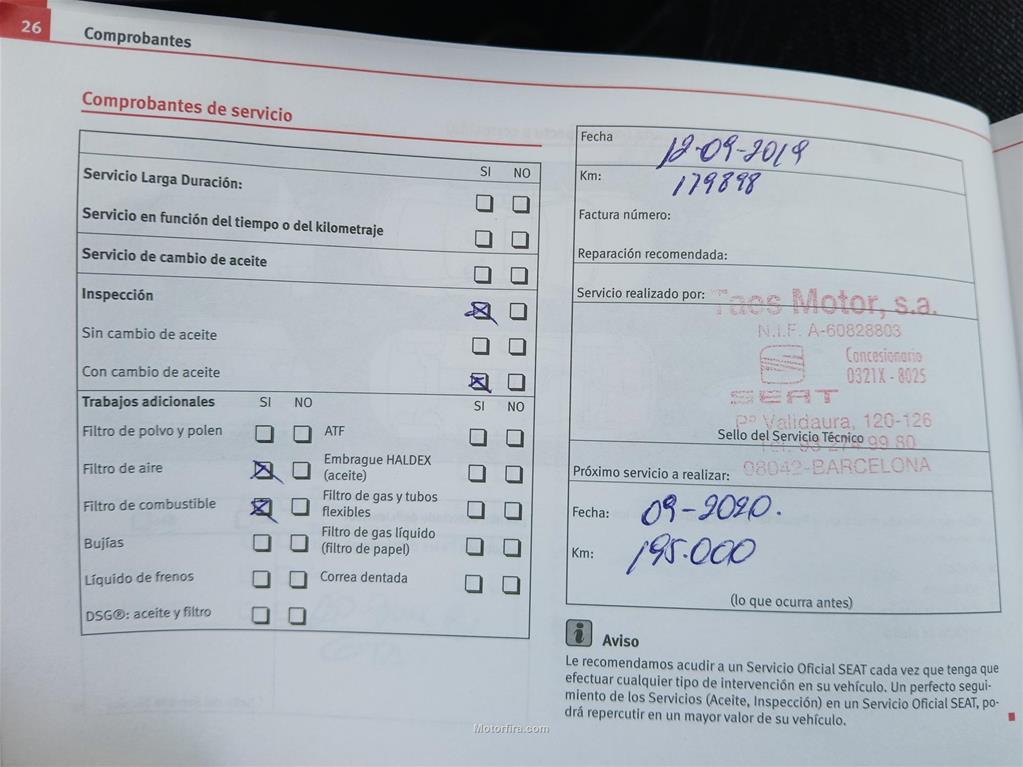 26
Comprobantes
Comprobantes de servicio
SI NO
Servicio Larga Duración:
Servicio en función del tiempo o del kilometraje
Servicio de cambio de aceite
Inspección
Sin cambio de aceite
Con cambio de aceite
Trabajos adicionales SI NO SI NO
Filtro de polvo y polen ATF
Filtro de aire Embrague HALDEX
(aceite)
Filtro de combustible Filtro de gas y tubos
flexibles
Bujías Filtro de gas líquido
(filtro de papel)
Líquido de frenos Correa dentada
DSG®: aceite y filtro
Fecha 12-09-2019
Km: 179898
Factura número:
Reparación recomendada:
Servicio realizado por: Taos Motor, s.a.
N.I.F. A-60828803
Concesionario
0321X - 8025
SEAT
Pº Validaura, 120-126
Sello del Servicio Técnico
Tel. 93 274 99 80
08042-BARCELONA
Próximo servicio a realizar:
Fecha: 09-2020.
Km: 195.000
(lo que ocurra antes)
i Aviso
Le recomendamos acudir a un Servicio Oficial SEAT cada vez que tenga que
efectuar cualquier tipo de intervención en su vehículo. Un perfecto segui-
miento de los Servicios (Aceite, Inspección) en un Servicio Oficial SEAT, po-
drá repercutir en un mayor valor de su vehículo.
Motorfira.com